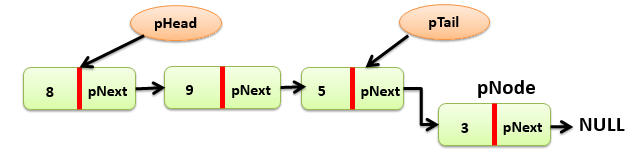 pHead
pTail
8 pNext
9 pNext
5 pNext
pNode
3 pNext
NULL